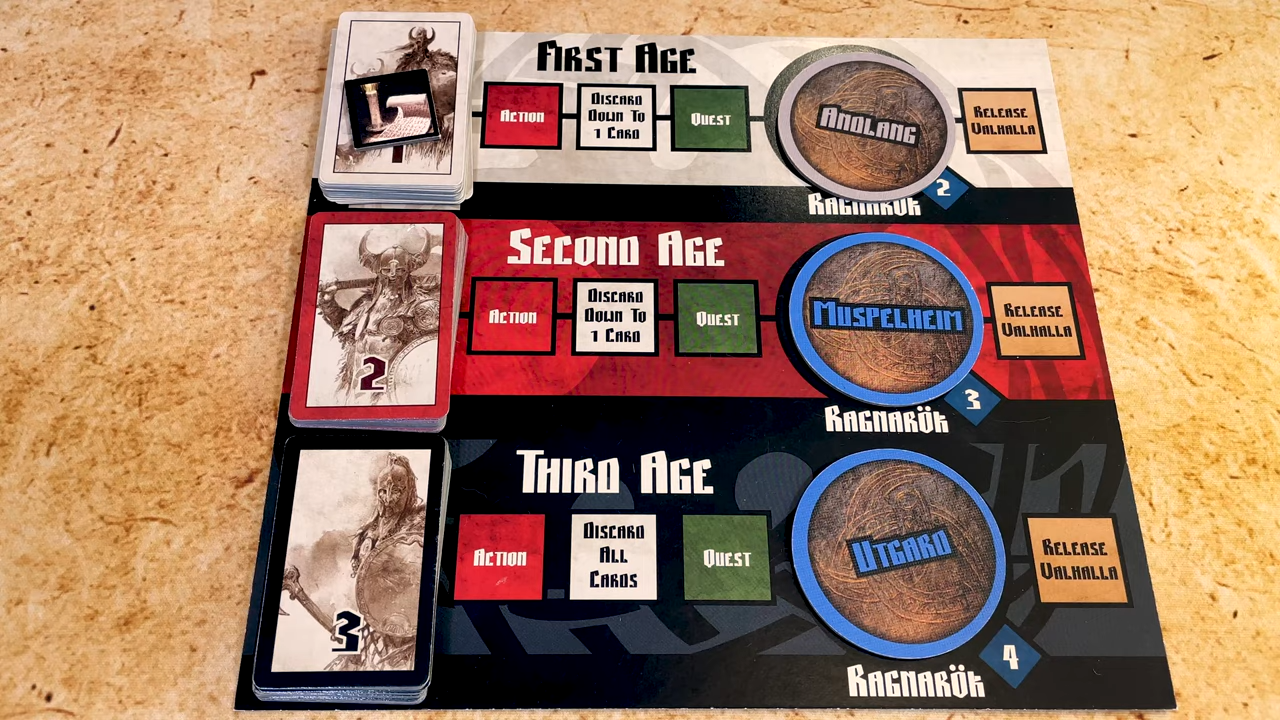 First Age
Action
Discard
Down To
1 Card
Quest
Anglang
Release
Valhalla
2
Ragnarök
1
Second Age
Action
Discard
Down To
1 Card
Quest
Muspelheim
Release
Valhalla
3
Ragnarök
2
Third Age
Action
Discard
All
Cards
Quest
Utgard
Release
Valhalla
4
Ragnarök
3